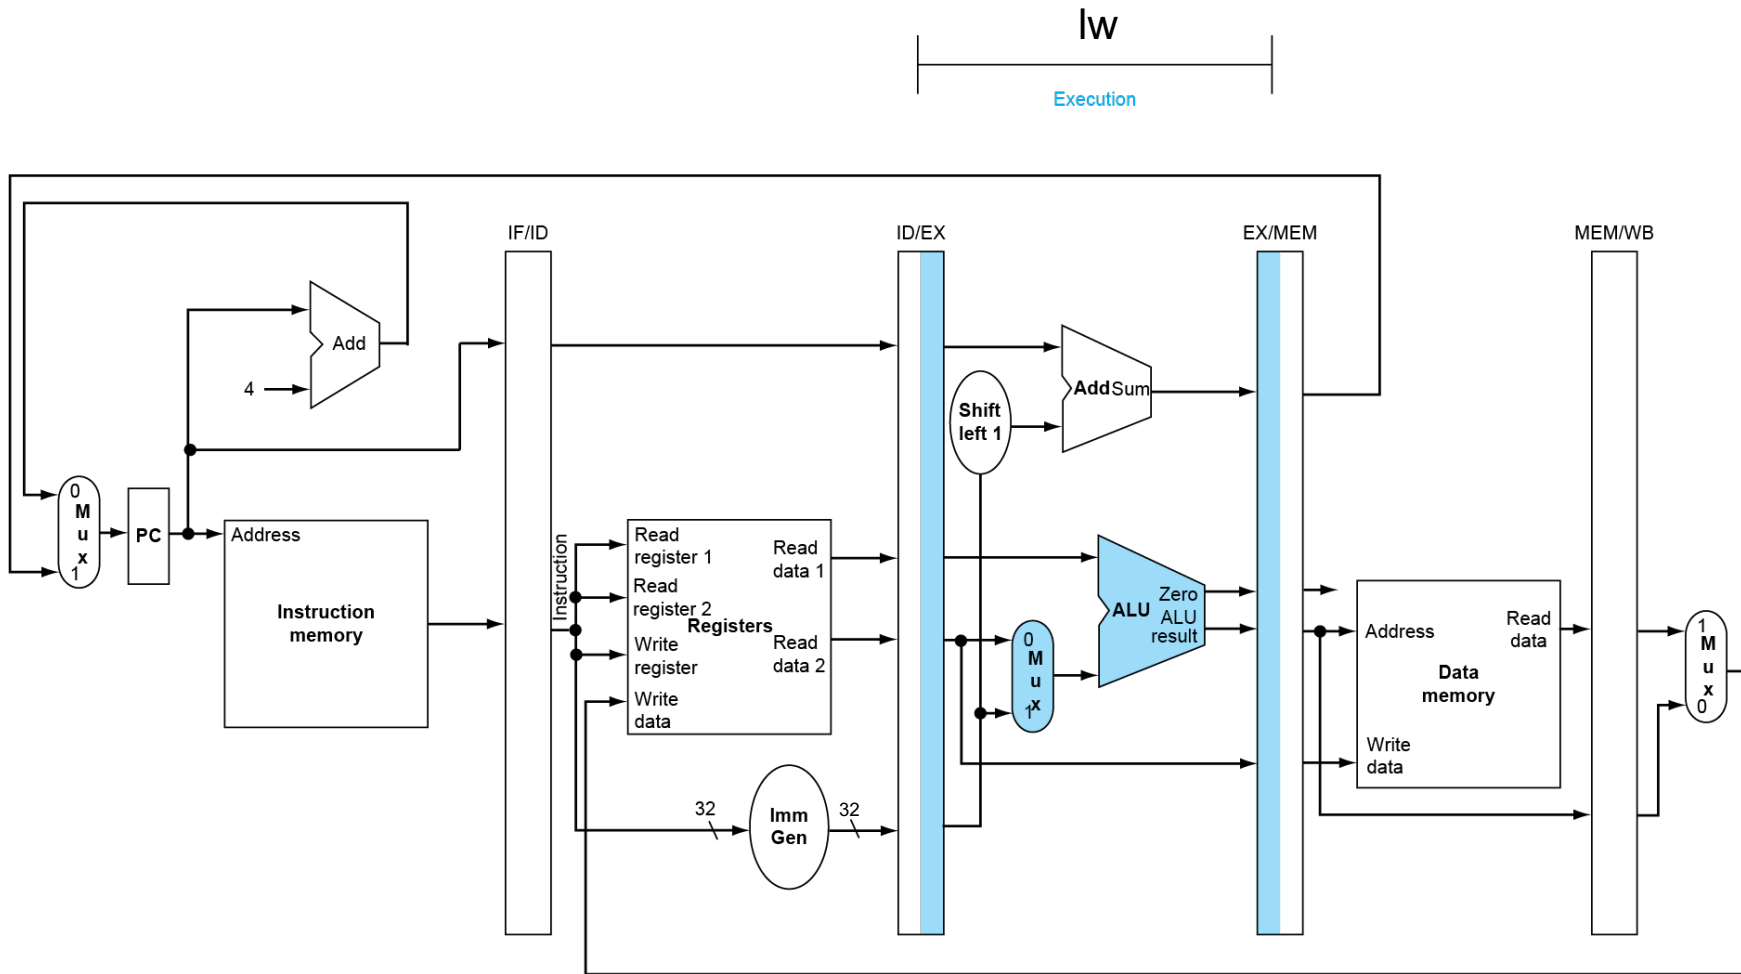 lw
Execution
IF/ID
ID/EX
EX/MEM
MEM/WB
Add
4
Add Sum
Shift
left 1
0
M
u
x
1
PC
Address
Instruction
memory
Instruction
Read
register 1
Read
register 2
Write
register
Write
data
Registers
Read
data 1
Read
data 2
0
M
u
x
1
ALU
Zero
ALU
result
Address
Write
data
Data
memory
Read
data
1
M
u
x
0
32
Imm
Gen
32